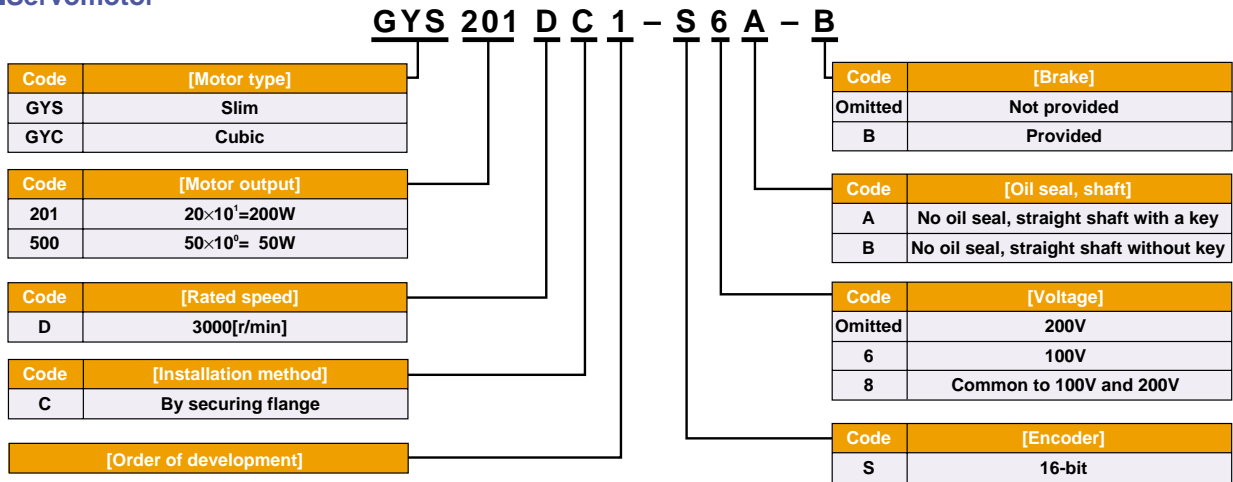 Servomotor
GYS 201 D C 1 – S 6 A – B
Code [Motor type]
GYS Slim
GYC Cubic
Code [Motor output]
201 20×10¹=200W
500 50×10⁰= 50W
Code [Rated speed]
D 3000[r/min]
Code [Installation method]
C By securing flange
[Order of development]
Code [Brake]
Omitted Not provided
B Provided
Code [Oil seal, shaft]
A No oil seal, straight shaft with a key
B No oil seal, straight shaft without key
Code [Voltage]
Omitted 200V
6 100V
8 Common to 100V and 200V
Code [Encoder]
S 16-bit